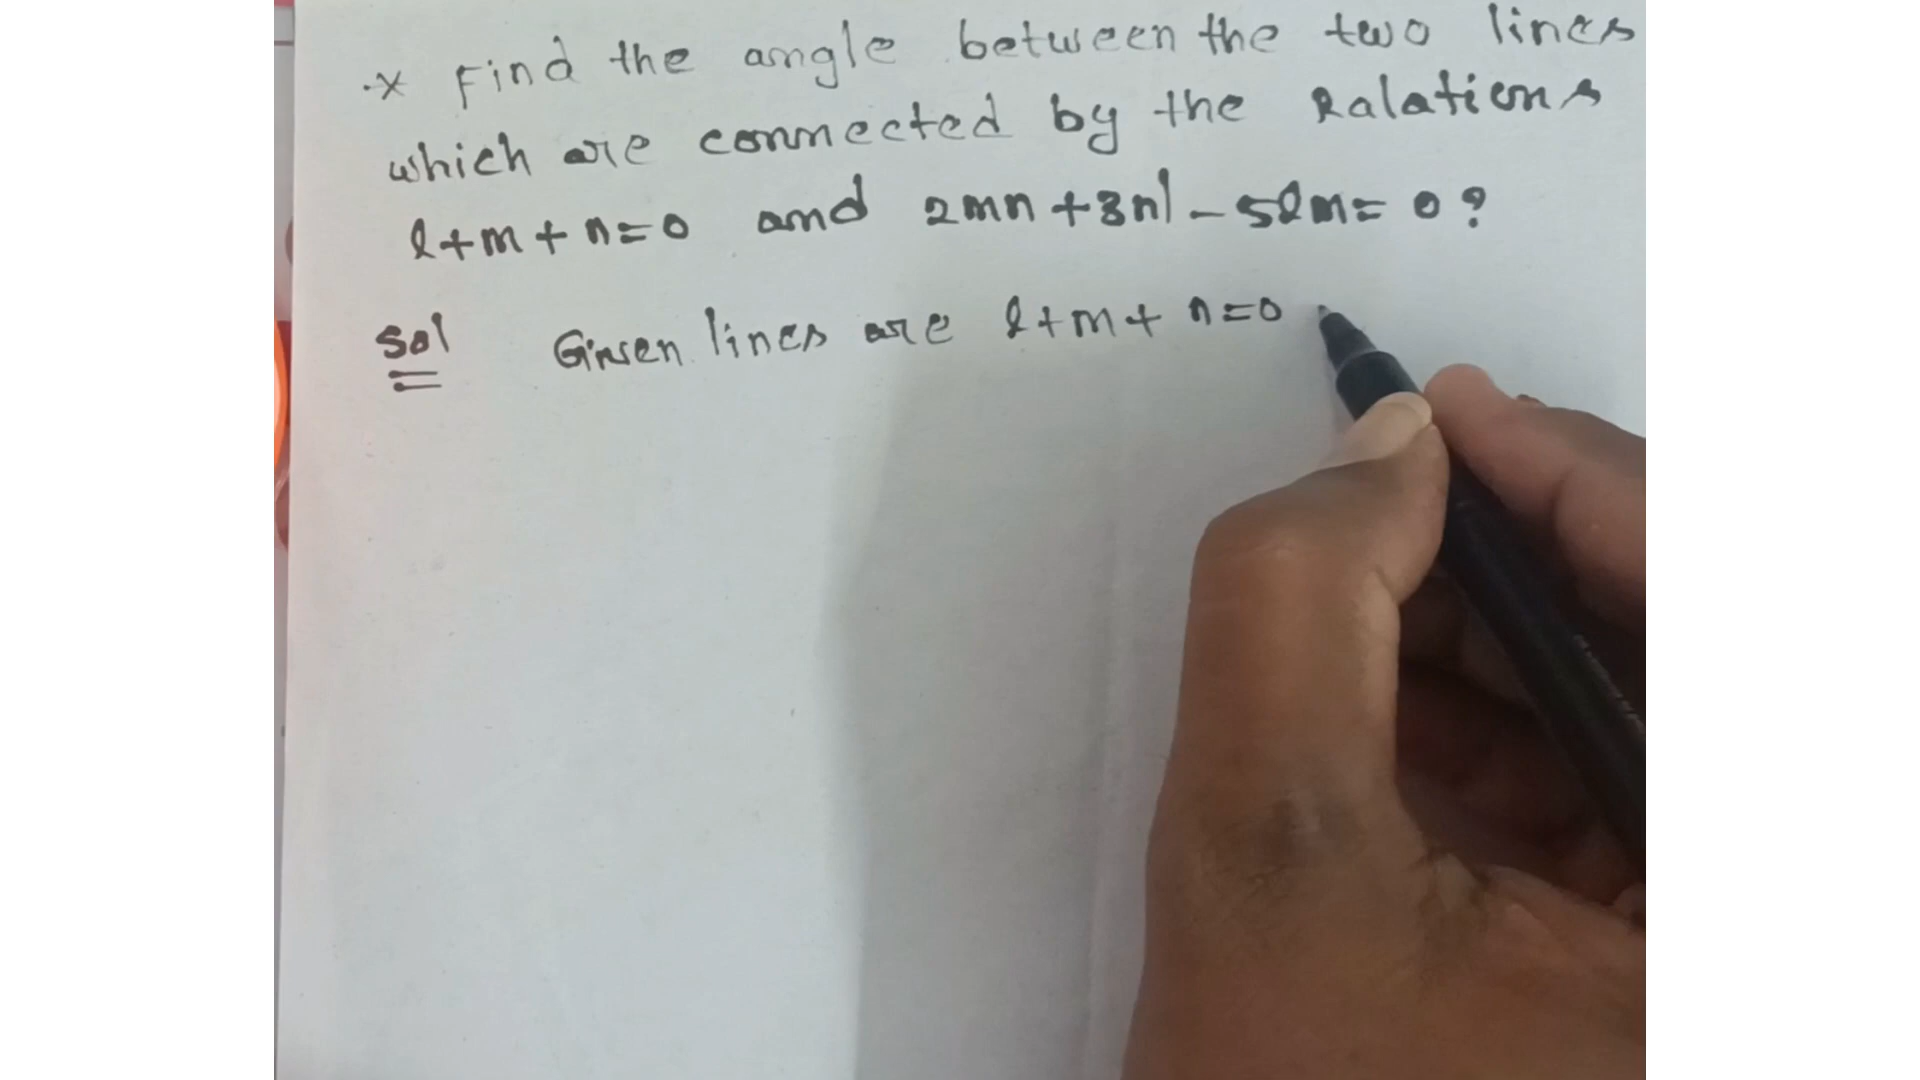 * Find the angle between the two lines
which are connected by the Ralations
l+m+n=0 and 2mn+3nl-5lm=0?
Sol Given lines are l+m+n=0